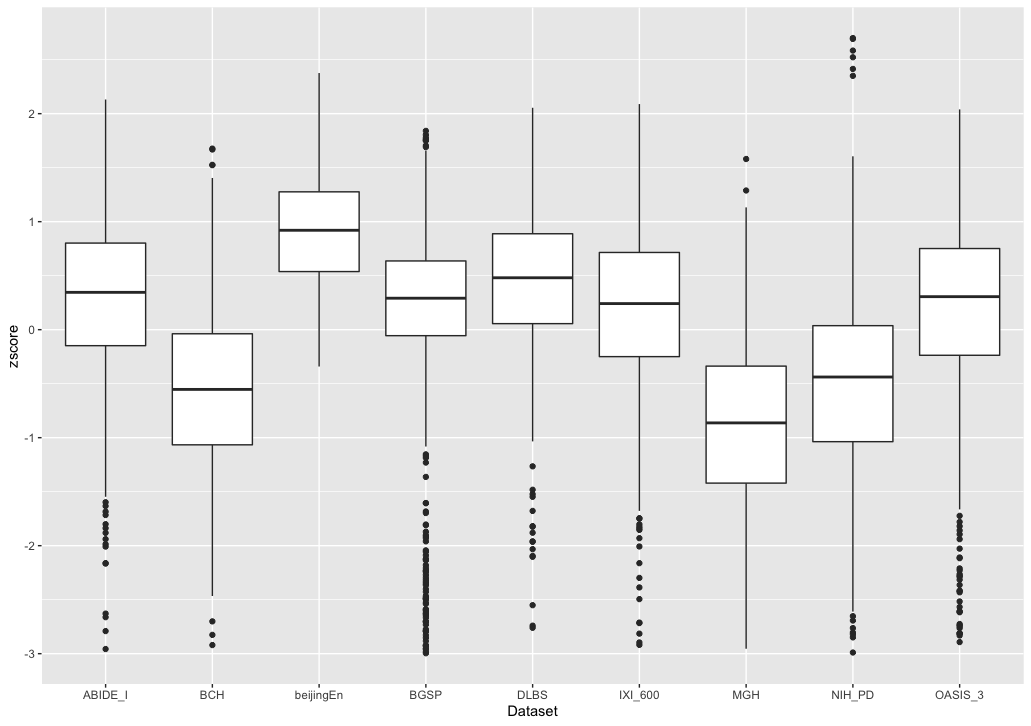 2
1
0
-1
-2
-3
zscore
ABIDE_I BCH beijingEn BGSP DLBS IXI_600 MGH NIH_PD OASIS_3
Dataset